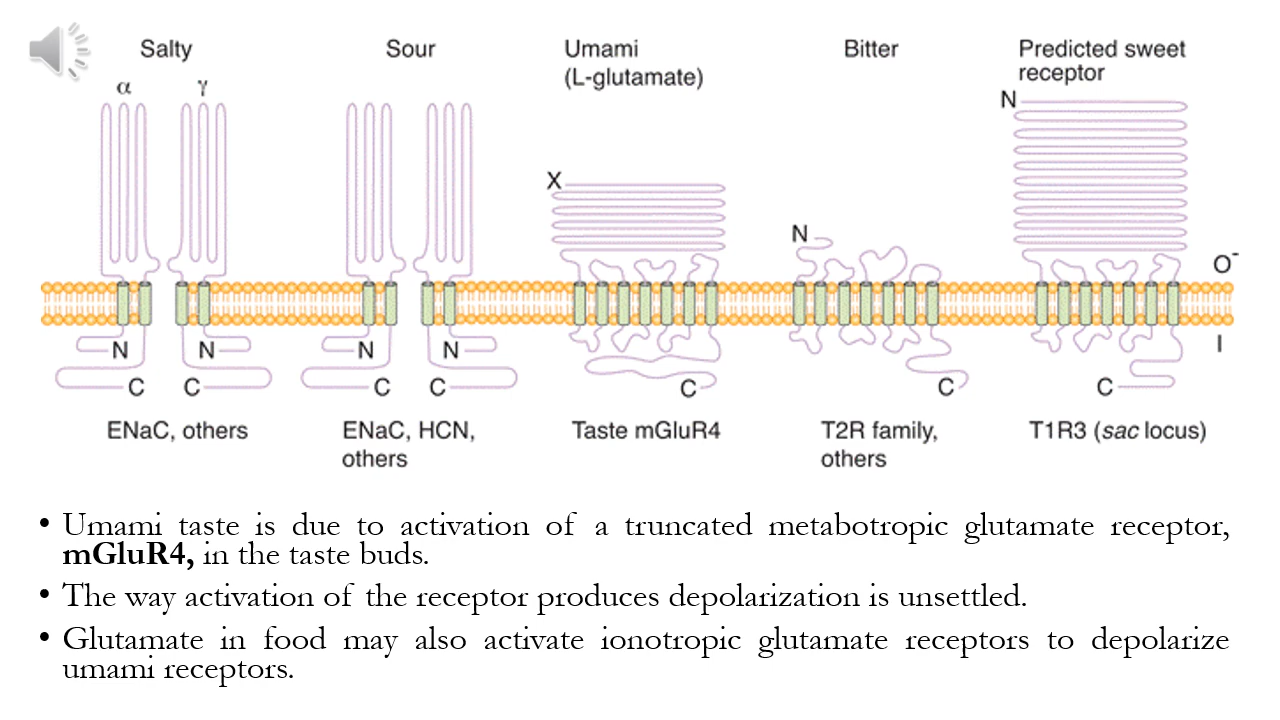 Salty
Sour
Umami
(L-glutamate)
Bitter
Predicted sweet
receptor
α
γ
N
X
N
O⁻
I
N
N
N
N
C
C
C
C
C
C
C
ENaC, others
ENaC, HCN,
others
Taste mGluR4
T2R family,
others
T1R3 (sac locus)
• Umami taste is due to activation of a truncated metabotropic glutamate receptor,
mGluR4, in the taste buds.
• The way activation of the receptor produces depolarization is unsettled.
• Glutamate in food may also activate ionotropic glutamate receptors to depolarize
umami receptors.